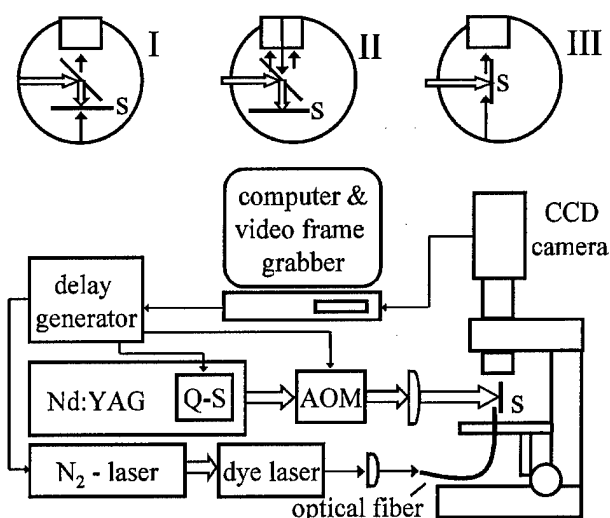 I
II
III
S
S
S
computer &
video frame
grabber
CCD
camera
delay
generator
Nd:YAG
Q-S
AOM
S
N2 - laser
dye laser
optical fiber